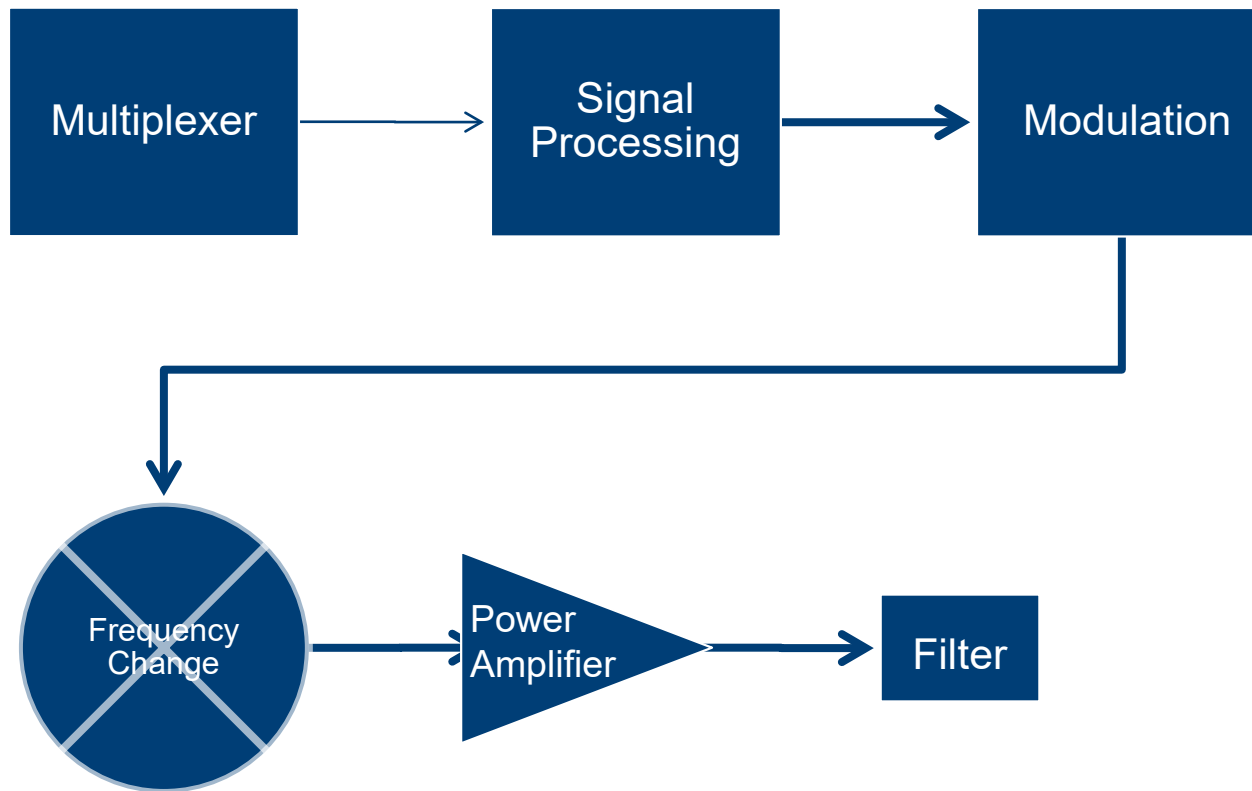 Multiplexer
Signal
Processing
Modulation
Frequency
Change
Power
Amplifier
Filter